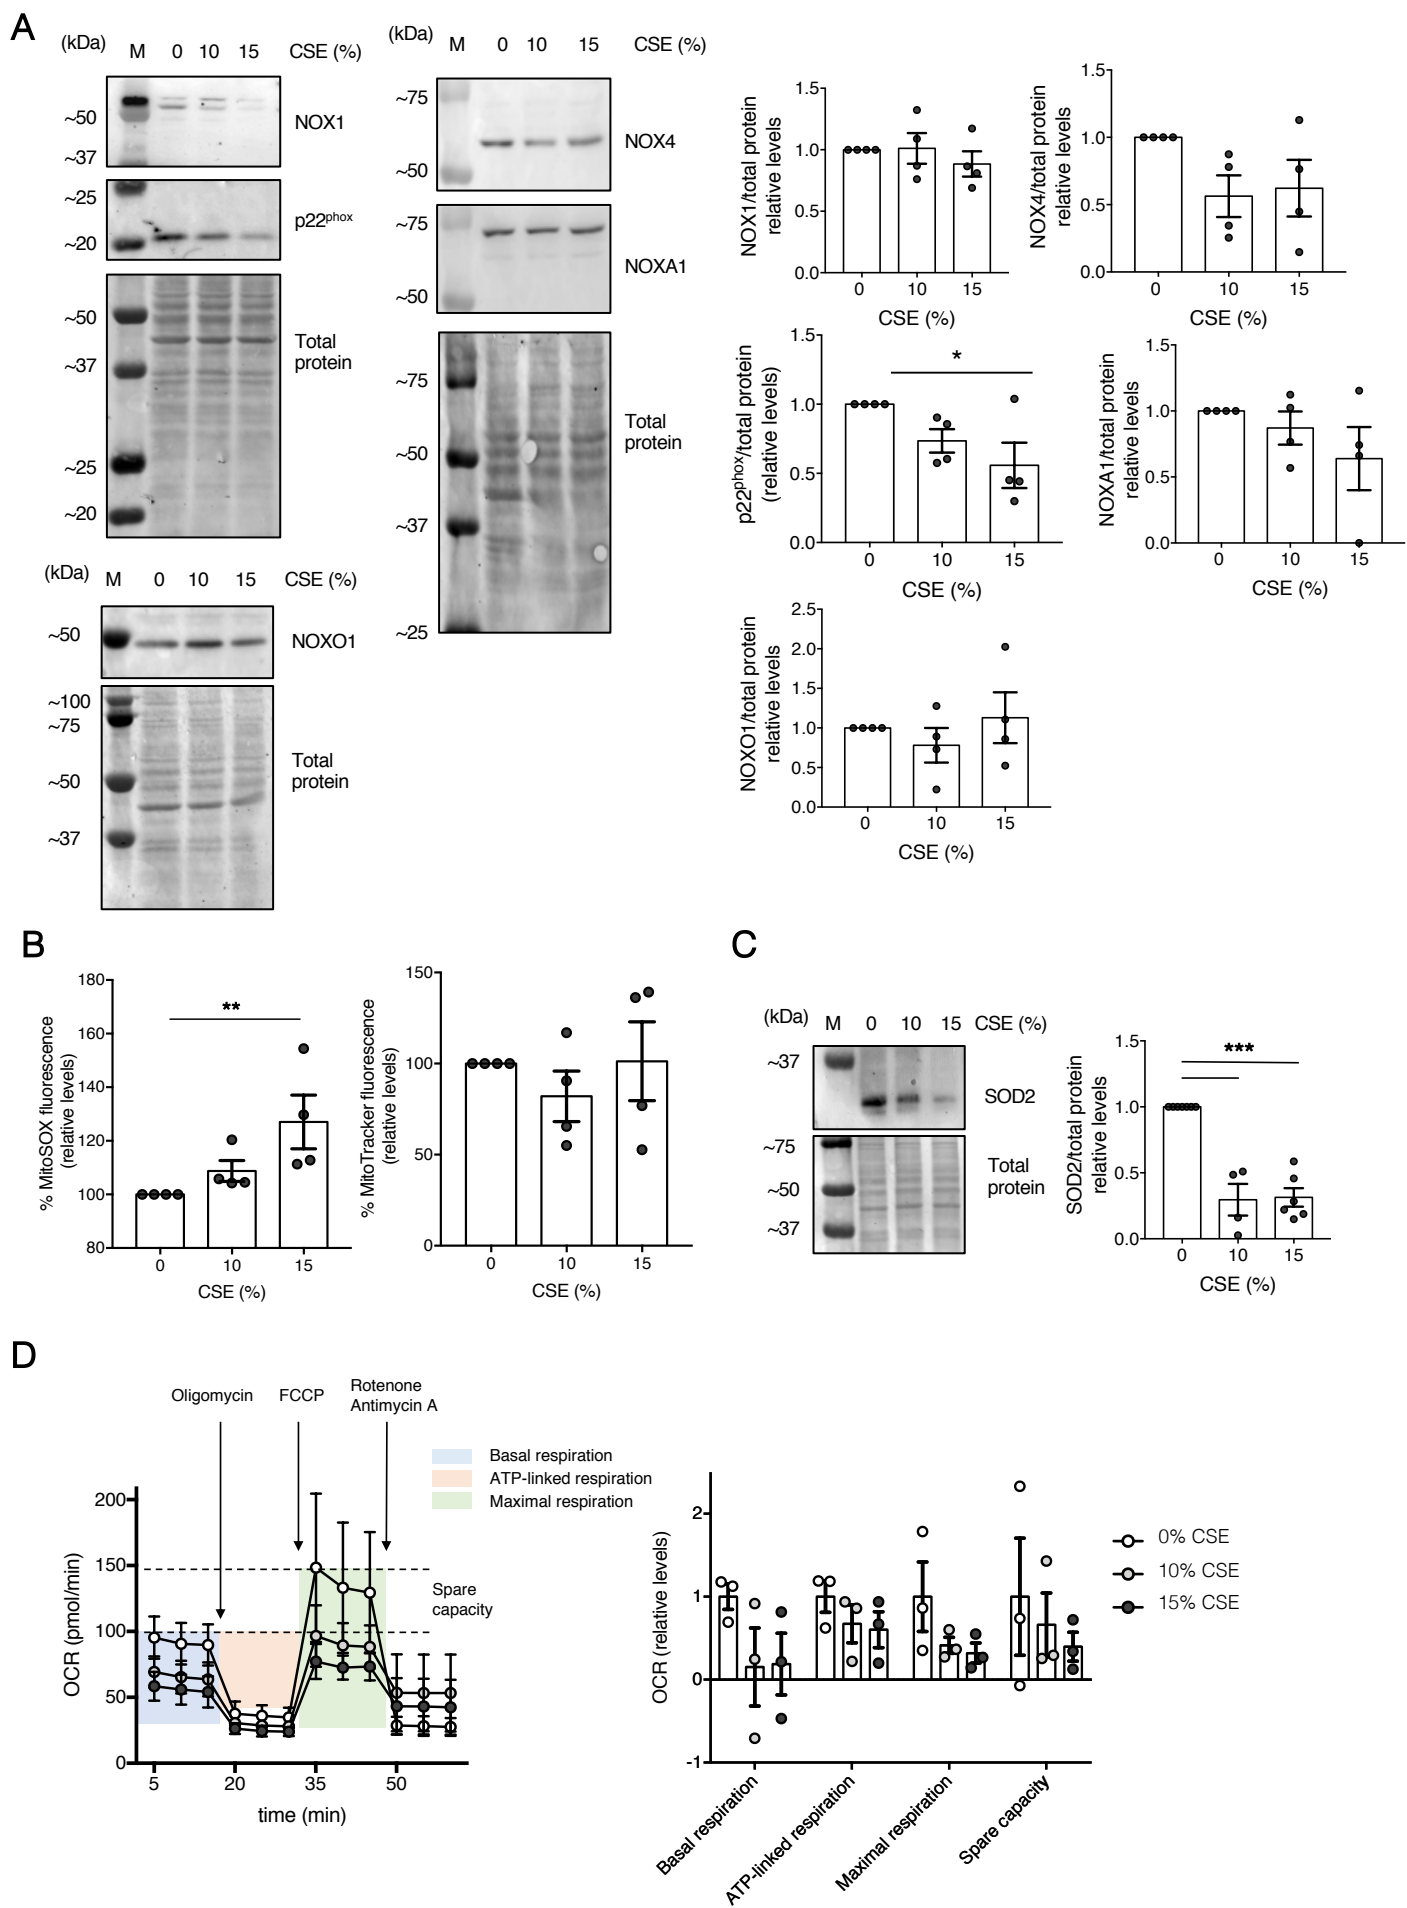 A
(kDa)
M 0 10 15 CSE (%)
~50
~37
NOX1
~25
~20
p22phox
~50
~37
~25
~20
Total
protein
(kDa)
M 0 10 15 CSE (%)
~75
~50
NOX4
~75
~50
NOXA1
~75
~50
~37
~25
Total
protein
(kDa) M 0 10 15 CSE (%)
~50
NOXO1
~100
~75
~50
~37
Total
protein
NOX1/total protein
relative levels
1.5
1.0
0.5
0.0
0 10 15
CSE (%)
NOX4/total protein
relative levels
1.5
1.0
0.5
0.0
0 10 15
CSE (%)
p22phox/total protein
(relative levels)
1.5
1.0
0.5
0.0
*
0 10 15
CSE (%)
NOXA1/total protein
relative levels
1.5
1.0
0.5
0.0
0 10 15
CSE (%)
NOXO1/total protein
relative levels
2.5
2.0
1.5
1.0
0.5
0.0
0 10 15
CSE (%)
B
% MitoSOX fluorescence
(relative levels)
180
160
140
120
100
80
**
0 10 15
CSE (%)
% MitoTracker fluorescence
(relative levels)
150
100
50
0
0 10 15
CSE (%)
C
(kDa) M 0 10 15 CSE (%)
~37
SOD2
~75
~50
~37
Total
protein
SOD2/total protein
relative levels
1.5
1.0
0.5
0.0
***
0 10 15
CSE (%)
D
Oligomycin
FCCP
Rotenone
Antimycin A
Basal respiration
ATP-linked respiration
Maximal respiration
Spare
capacity
OCR (pmol/min)
200
150
100
50
0
5 20 35 50
time (min)
OCR (relative levels)
2
1
0
-1
Basal respiration
ATP-linked respiration
Maximal respiration
Spare capacity
0% CSE
10% CSE
15% CSE